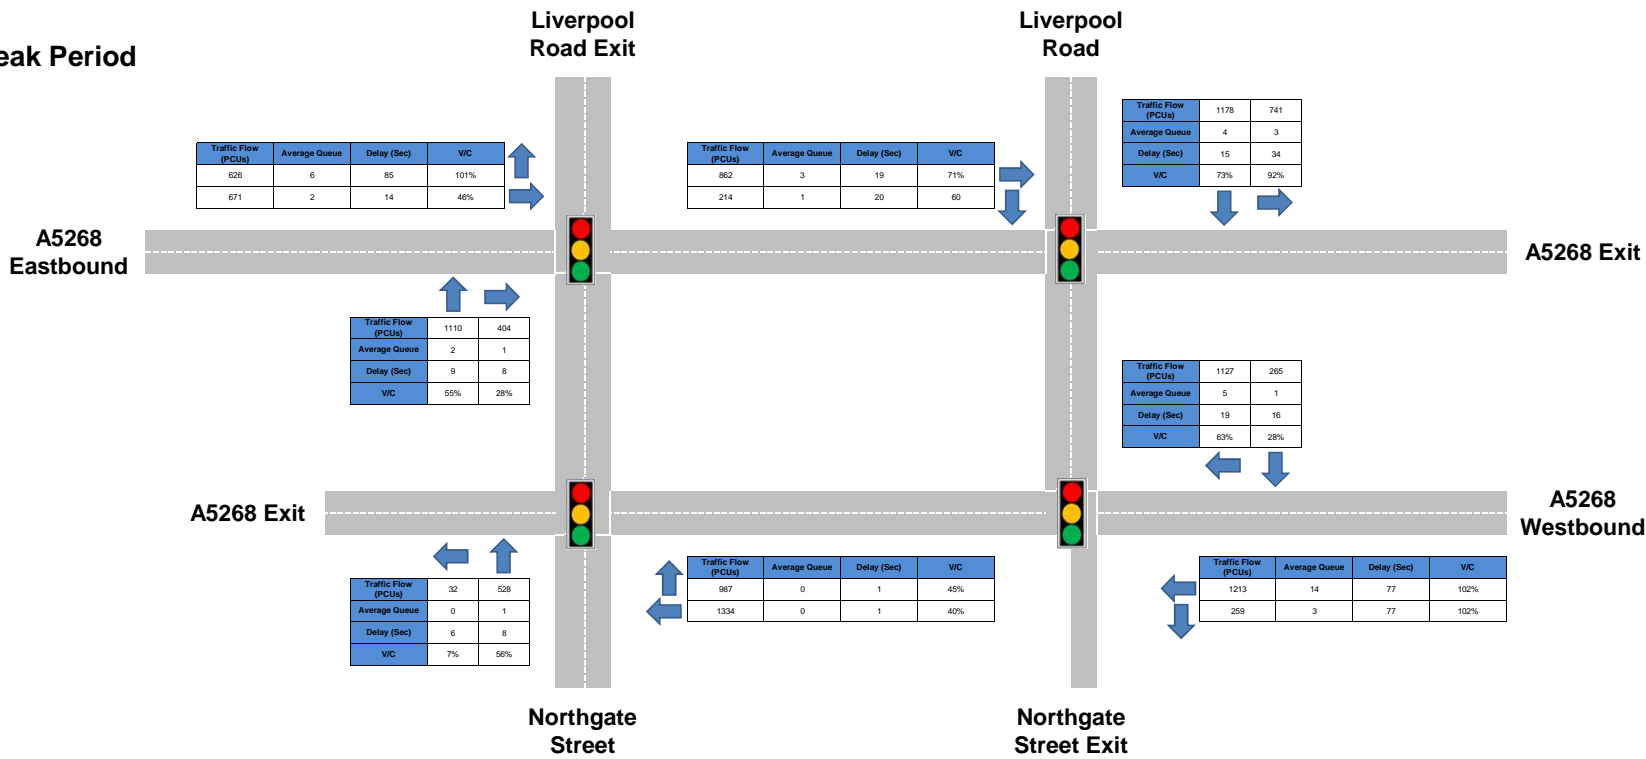 Liverpool
Road Exit
Liverpool
Road
eak Period
Traffic Flow
(PCUs) Average Queue Delay (Sec) V/C
626 6 85 101%
671 2 14 46%
Traffic Flow
(PCUs) Average Queue Delay (Sec) V/C
862 3 19 71%
214 1 20 60
Traffic Flow
(PCUs) 1178 741
Average Queue 4 3
Delay (Sec) 15 34
V/C 73% 92%
A5268
Eastbound
A5268 Exit
Traffic Flow
(PCUs) 1110 404
Average Queue 2 1
Delay (Sec) 9 8
V/C 55% 28%
Traffic Flow
(PCUs) 1127 265
Average Queue 5 1
Delay (Sec) 19 16
V/C 63% 28%
A5268 Exit
A5268
Westbound
Traffic Flow
(PCUs) 32 528
Average Queue 0 1
Delay (Sec) 6 8
V/C 7% 56%
Traffic Flow
(PCUs) Average Queue Delay (Sec) V/C
987 0 1 45%
1334 0 1 40%
Traffic Flow
(PCUs) Average Queue Delay (Sec) V/C
1213 14 77 102%
259 3 77 102%
Northgate
Street
Northgate
Street Exit